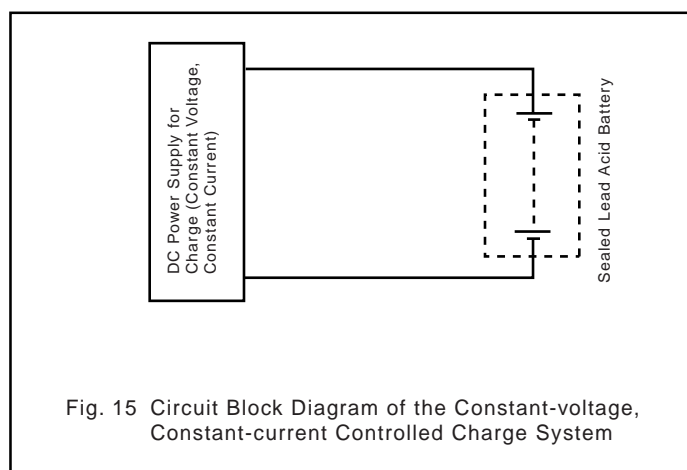 DC Power Supply for
Charge (Constant Voltage,
Constant Current)
Sealed Lead Acid Battery
Fig. 15 Circuit Block Diagram of the Constant-voltage,
Constant-current Controlled Charge System